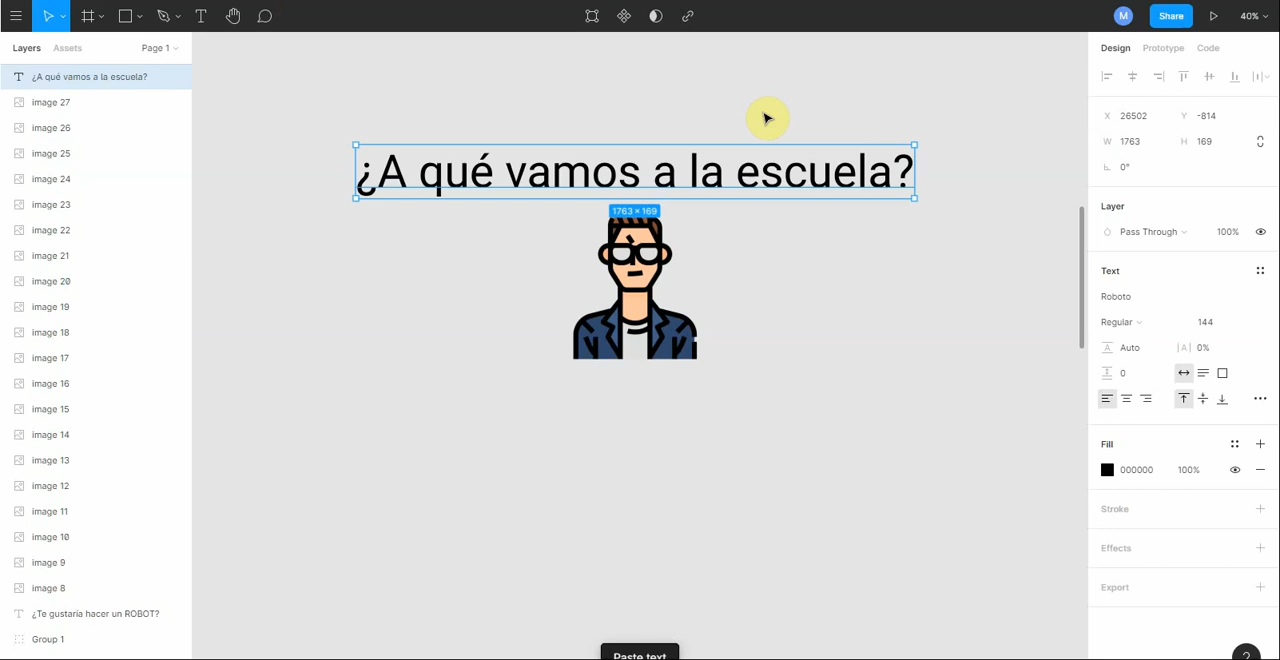 M
Share
40%
Layers
Assets
Page 1
Design
Prototype
Code
¿A qué vamos a la escuela?
image 27
image 26
image 25
image 24
image 23
image 22
image 21
image 20
image 19
image 18
image 17
image 16
image 15
image 14
image 13
image 12
image 11
image 10
image 9
image 8
¿Te gustaría hacer un ROBOT?
Group 1
¿A qué vamos a la escuela?
1763 × 169
Paste text
X 26502 Y -814
W 1763 H 169
0°
Layer
Pass Through 100%
Text
Roboto
Regular 144
A Auto |A| 0%
0
Fill
000000 100%
Stroke
Effects
Export
?